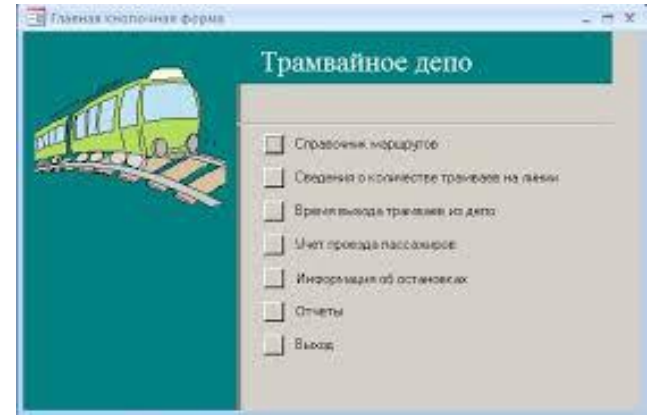 Главная кнопочная форма
Трамвайное депо
Справочник маршрутов
Сведения о количестве трамваев на линии
Время выхода трамваев из депо
Учет проезда пассажиров
Информация об остановках
Отчеты
Выход